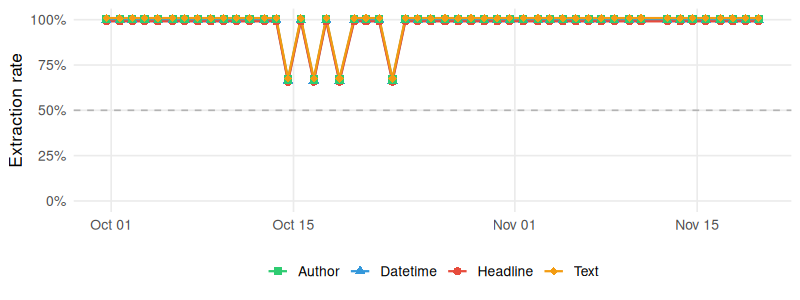 Extraction rate
100%
75%
50%
25%
0%
Oct 01 Oct 15 Nov 01 Nov 15
Author Datetime Headline Text